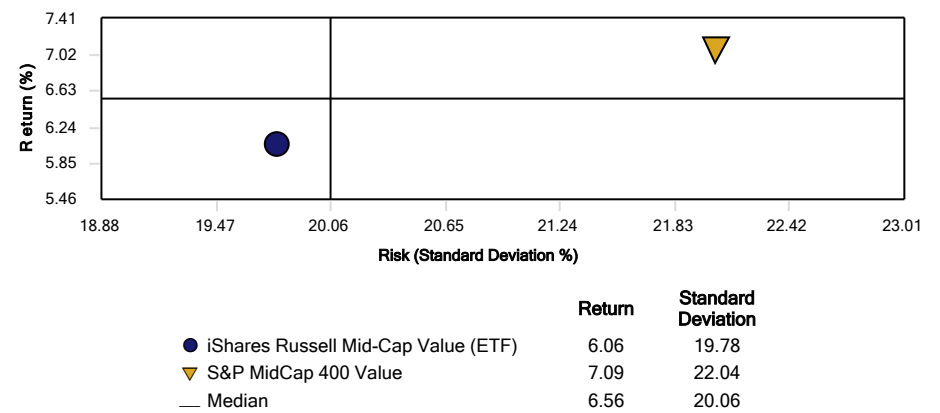 7.41
7.02
6.63
6.24
5.85
5.46
Return (%)
18.88 19.47 20.06 20.65 21.24 21.83 22.42 23.01
Risk (Standard Deviation %)
Return Standard Deviation
iShares Russell Mid-Cap Value (ETF) 6.06 19.78
S&P MidCap 400 Value 7.09 22.04
Median 6.56 20.06